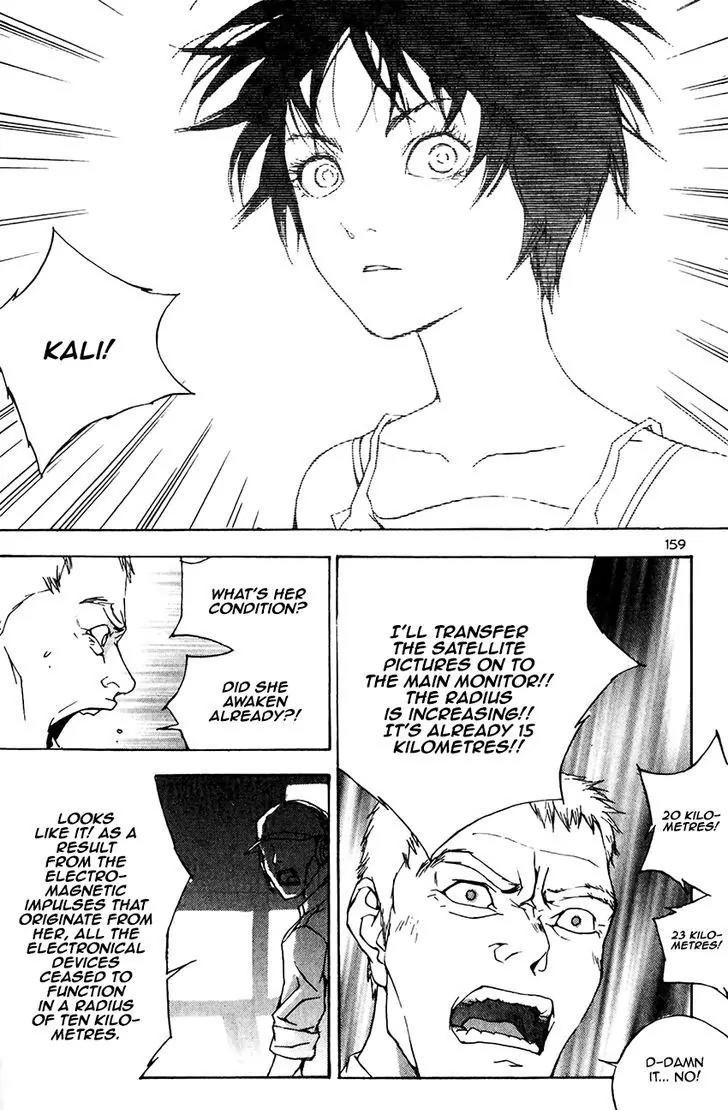 KALI!
159
WHAT'S HER
CONDITION?
DID SHE
AWAKEN
ALREADY?!
LOOKS
LIKE IT! AS A
RESULT
FROM THE
ELECTRO-
MAGNETIC
IMPULSES THAT
ORIGINATE FROM
HER, ALL THE
ELECTRONICAL
DEVICES
CEASED TO
FUNCTION
IN A RADIUS
OF TEN KILO-
METRES.
I'LL TRANSFER
THE SATELLITE
PICTURES ON TO
THE MAIN MONITOR!!
THE RADIUS
IS INCREASING!!
IT'S ALREADY 15
KILOMETRES!!
20 KILO-
METRES!
23 KILO-
METRES!
D-DAMN
IT... NO!